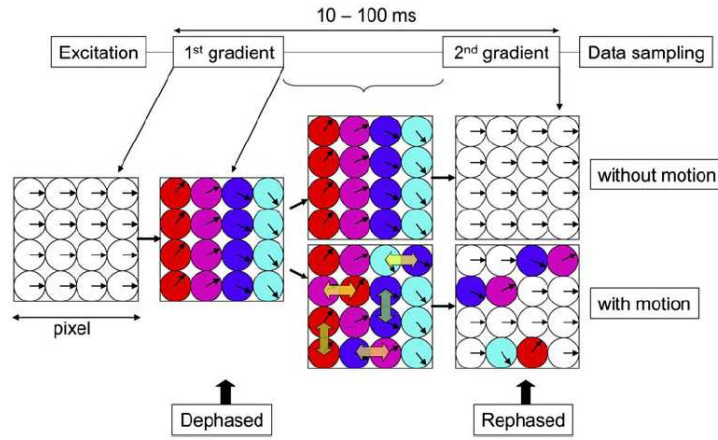 10 – 100 ms
Excitation
1st gradient
2nd gradient
Data sampling
without motion
with motion
pixel
Dephased
Rephased